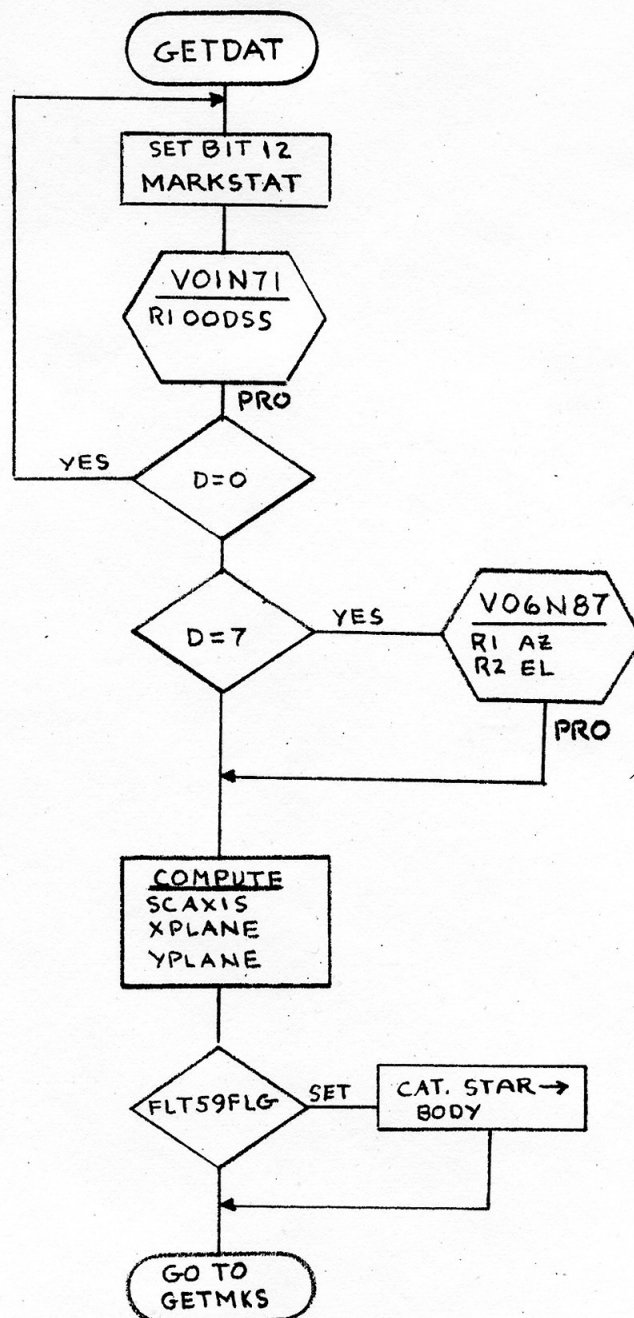 GETDAT
SET BIT 12
MARKSTAT
V01N71
R1 00DSS
PRO
YES
D=0
D=7
YES
V06N87
R1 AZ
R2 EL
PRO
COMPUTE
SCAXIS
XPLANE
YPLANE
FLT59FLG
SET
CAT. STAR→
BODY
GO TO
GETMKS